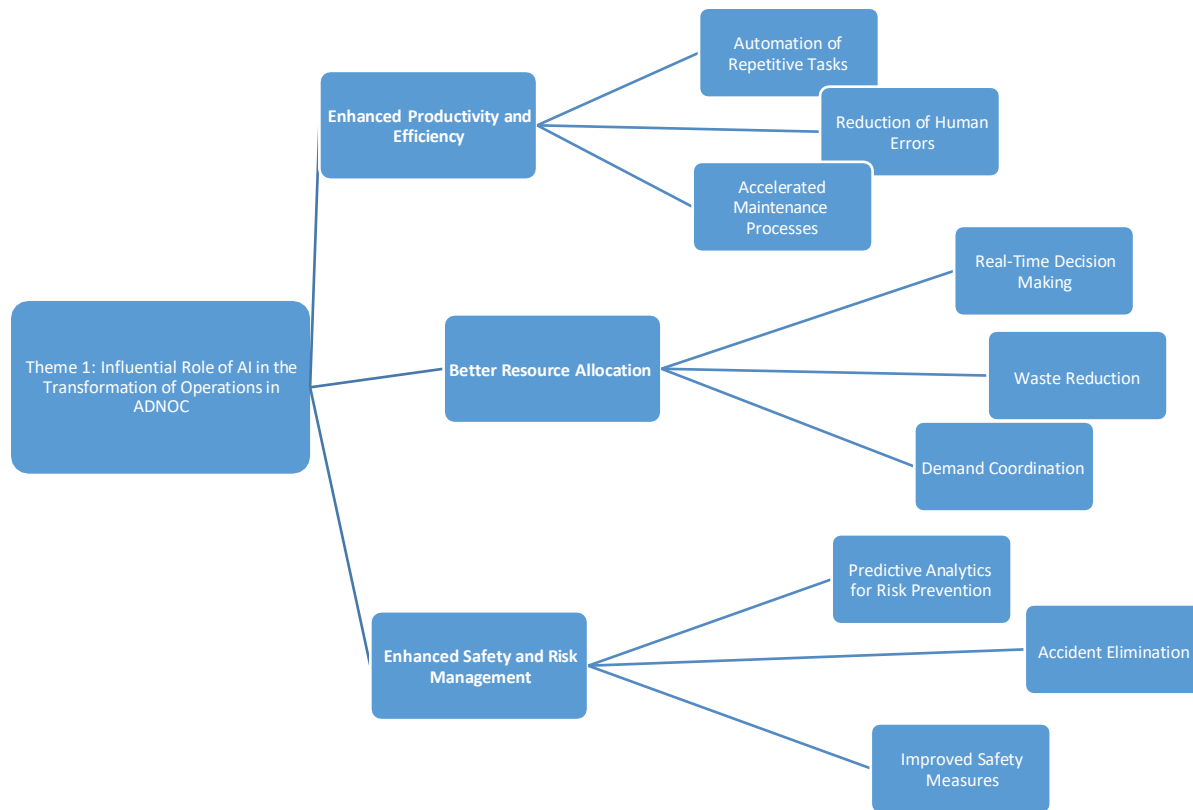 Theme 1: Influential Role of AI in the
Transformation of Operations in
ADNOC
Enhanced Productivity and
Efficiency
Automation of
Repetitive Tasks
Reduction of Human
Errors
Accelerated
Maintenance
Processes
Better Resource Allocation
Real-Time Decision
Making
Waste Reduction
Demand Coordination
Enhanced Safety and Risk
Management
Predictive Analytics
for Risk Prevention
Accident Elimination
Improved Safety
Measures